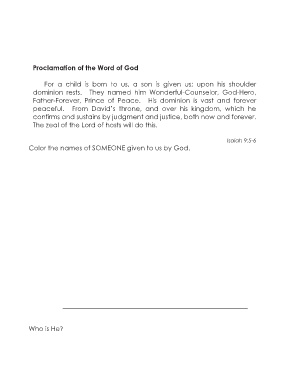 Proclamation of the Word of God
For a child is born to us, a son is given us; upon his shoulder
dominion rests. They named him Wonderful-Counselor, God-Hero,
Father-Forever, Prince of Peace. His dominion is vast and forever
peaceful. From David's throne, and over his kingdom, which he
confirms and sustains by judgment and justice, both now and forever.
The zeal of the Lord of hosts will do this.
Isaiah 9:5-6
Color the names of SOMEONE given to us by God.
Who is He?